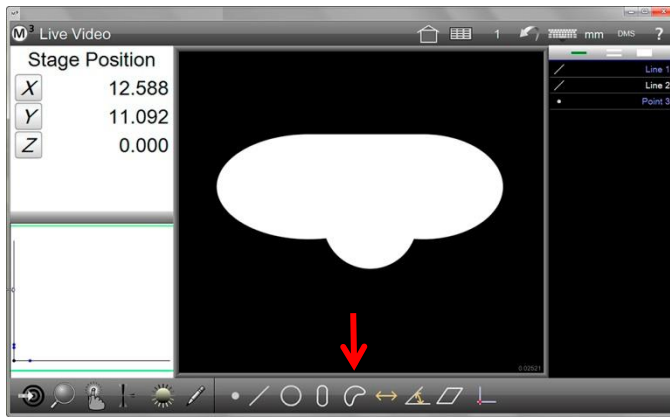 M³ Live Video
1
mm
DMS
?
Stage Position
X 12.588
Y 11.092
Z 0.000
Line 1
Line 2
Point 3
0.02521